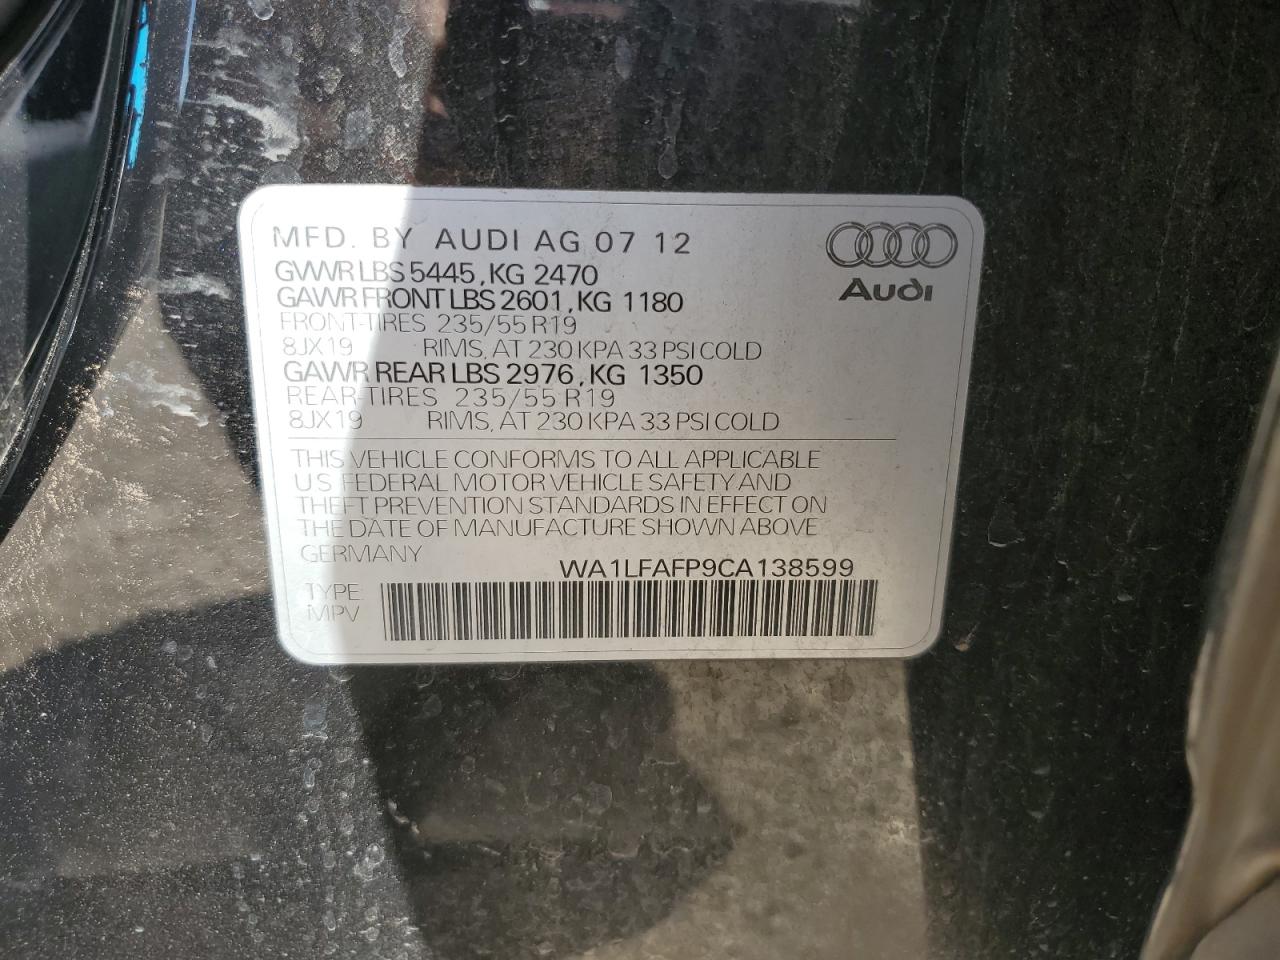 MFD. BY AUDI AG 07 12
GVWR LBS 5445, KG 2470
Audi
GAWR FRONT LBS 2601, KG 1180
FRONT-TIRES 235/55 R19
8JX19 RIMS, AT 230 KPA 33 PSI COLD
GAWR REAR LBS 2976, KG 1350
REAR-TIRES 235/55 R19
8JX19 RIMS, AT 230 KPA 33 PSI COLD
THIS VEHICLE CONFORMS TO ALL APPLICABLE
U S FEDERAL MOTOR VEHICLE SAFETY AND
THEFT PREVENTION STANDARDS IN EFFECT ON
THE DATE OF MANUFACTURE SHOWN ABOVE
GERMANY WA1LFAFP9CA138599
TYPE
MPV